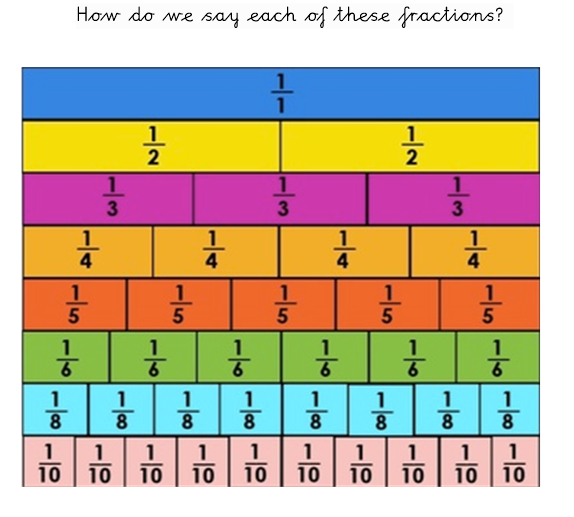 How do we say each of these fractions?
1/1
1/2 1/2
1/3 1/3 1/3
1/4 1/4 1/4 1/4
1/5 1/5 1/5 1/5 1/5
1/6 1/6 1/6 1/6 1/6 1/6
1/8 1/8 1/8 1/8 1/8 1/8 1/8 1/8
1/10 1/10 1/10 1/10 1/10 1/10 1/10 1/10 1/10 1/10